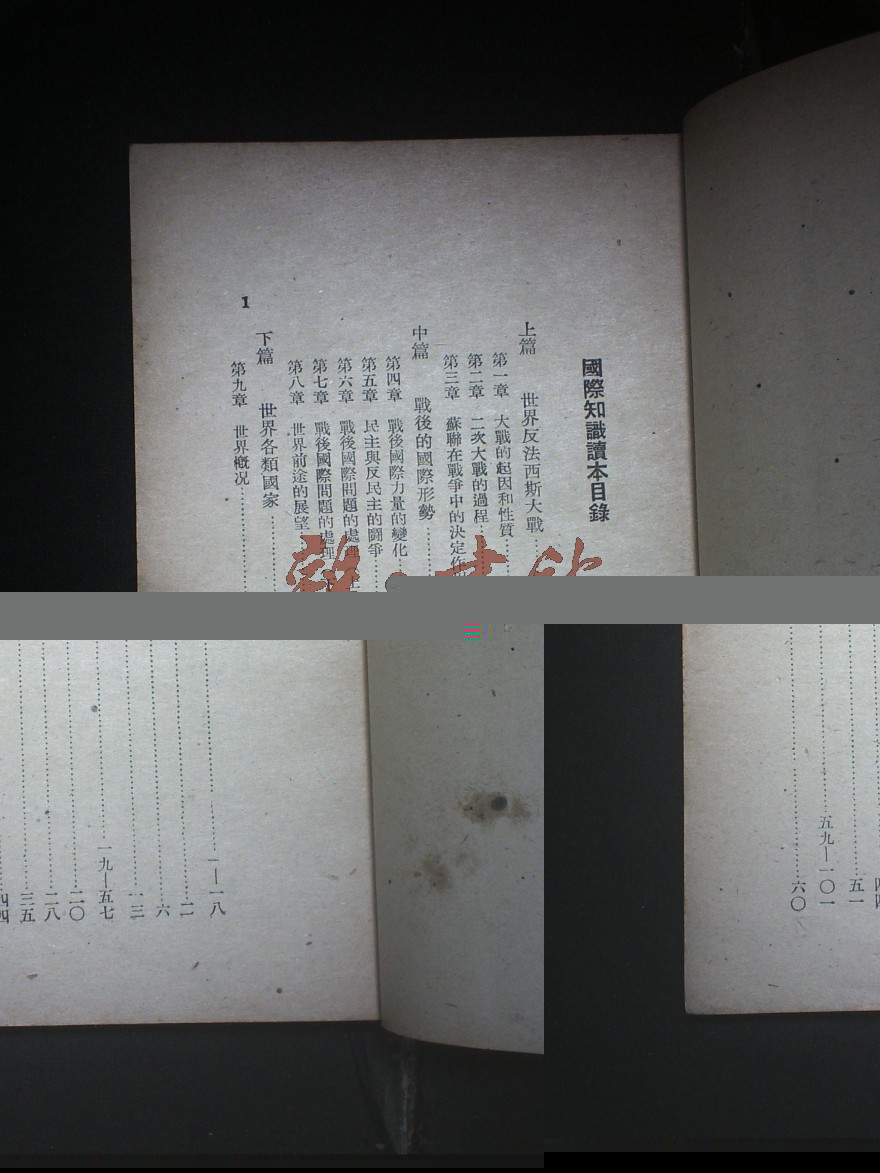 國際知識讀本目錄
上篇 世界反法西斯大戰
第一章 大戰的起因和性質
第二章 二次大戰的過程
第三章 蘇聯在戰爭中的決定作
中篇 戰後的國際形勢
第四章 戰後國際力量的變化
第五章 民主與反民主的鬪爭
第六章 戰後國際問題的處理
第七章 戰後國際問題的處理
第八章 世界前途的展望
下篇 世界各類國家
第九章 世界概况
1
一—一八
二
六
一三
一九—五七
二〇
二八
三五
四四
五一
五九—一〇一
六〇